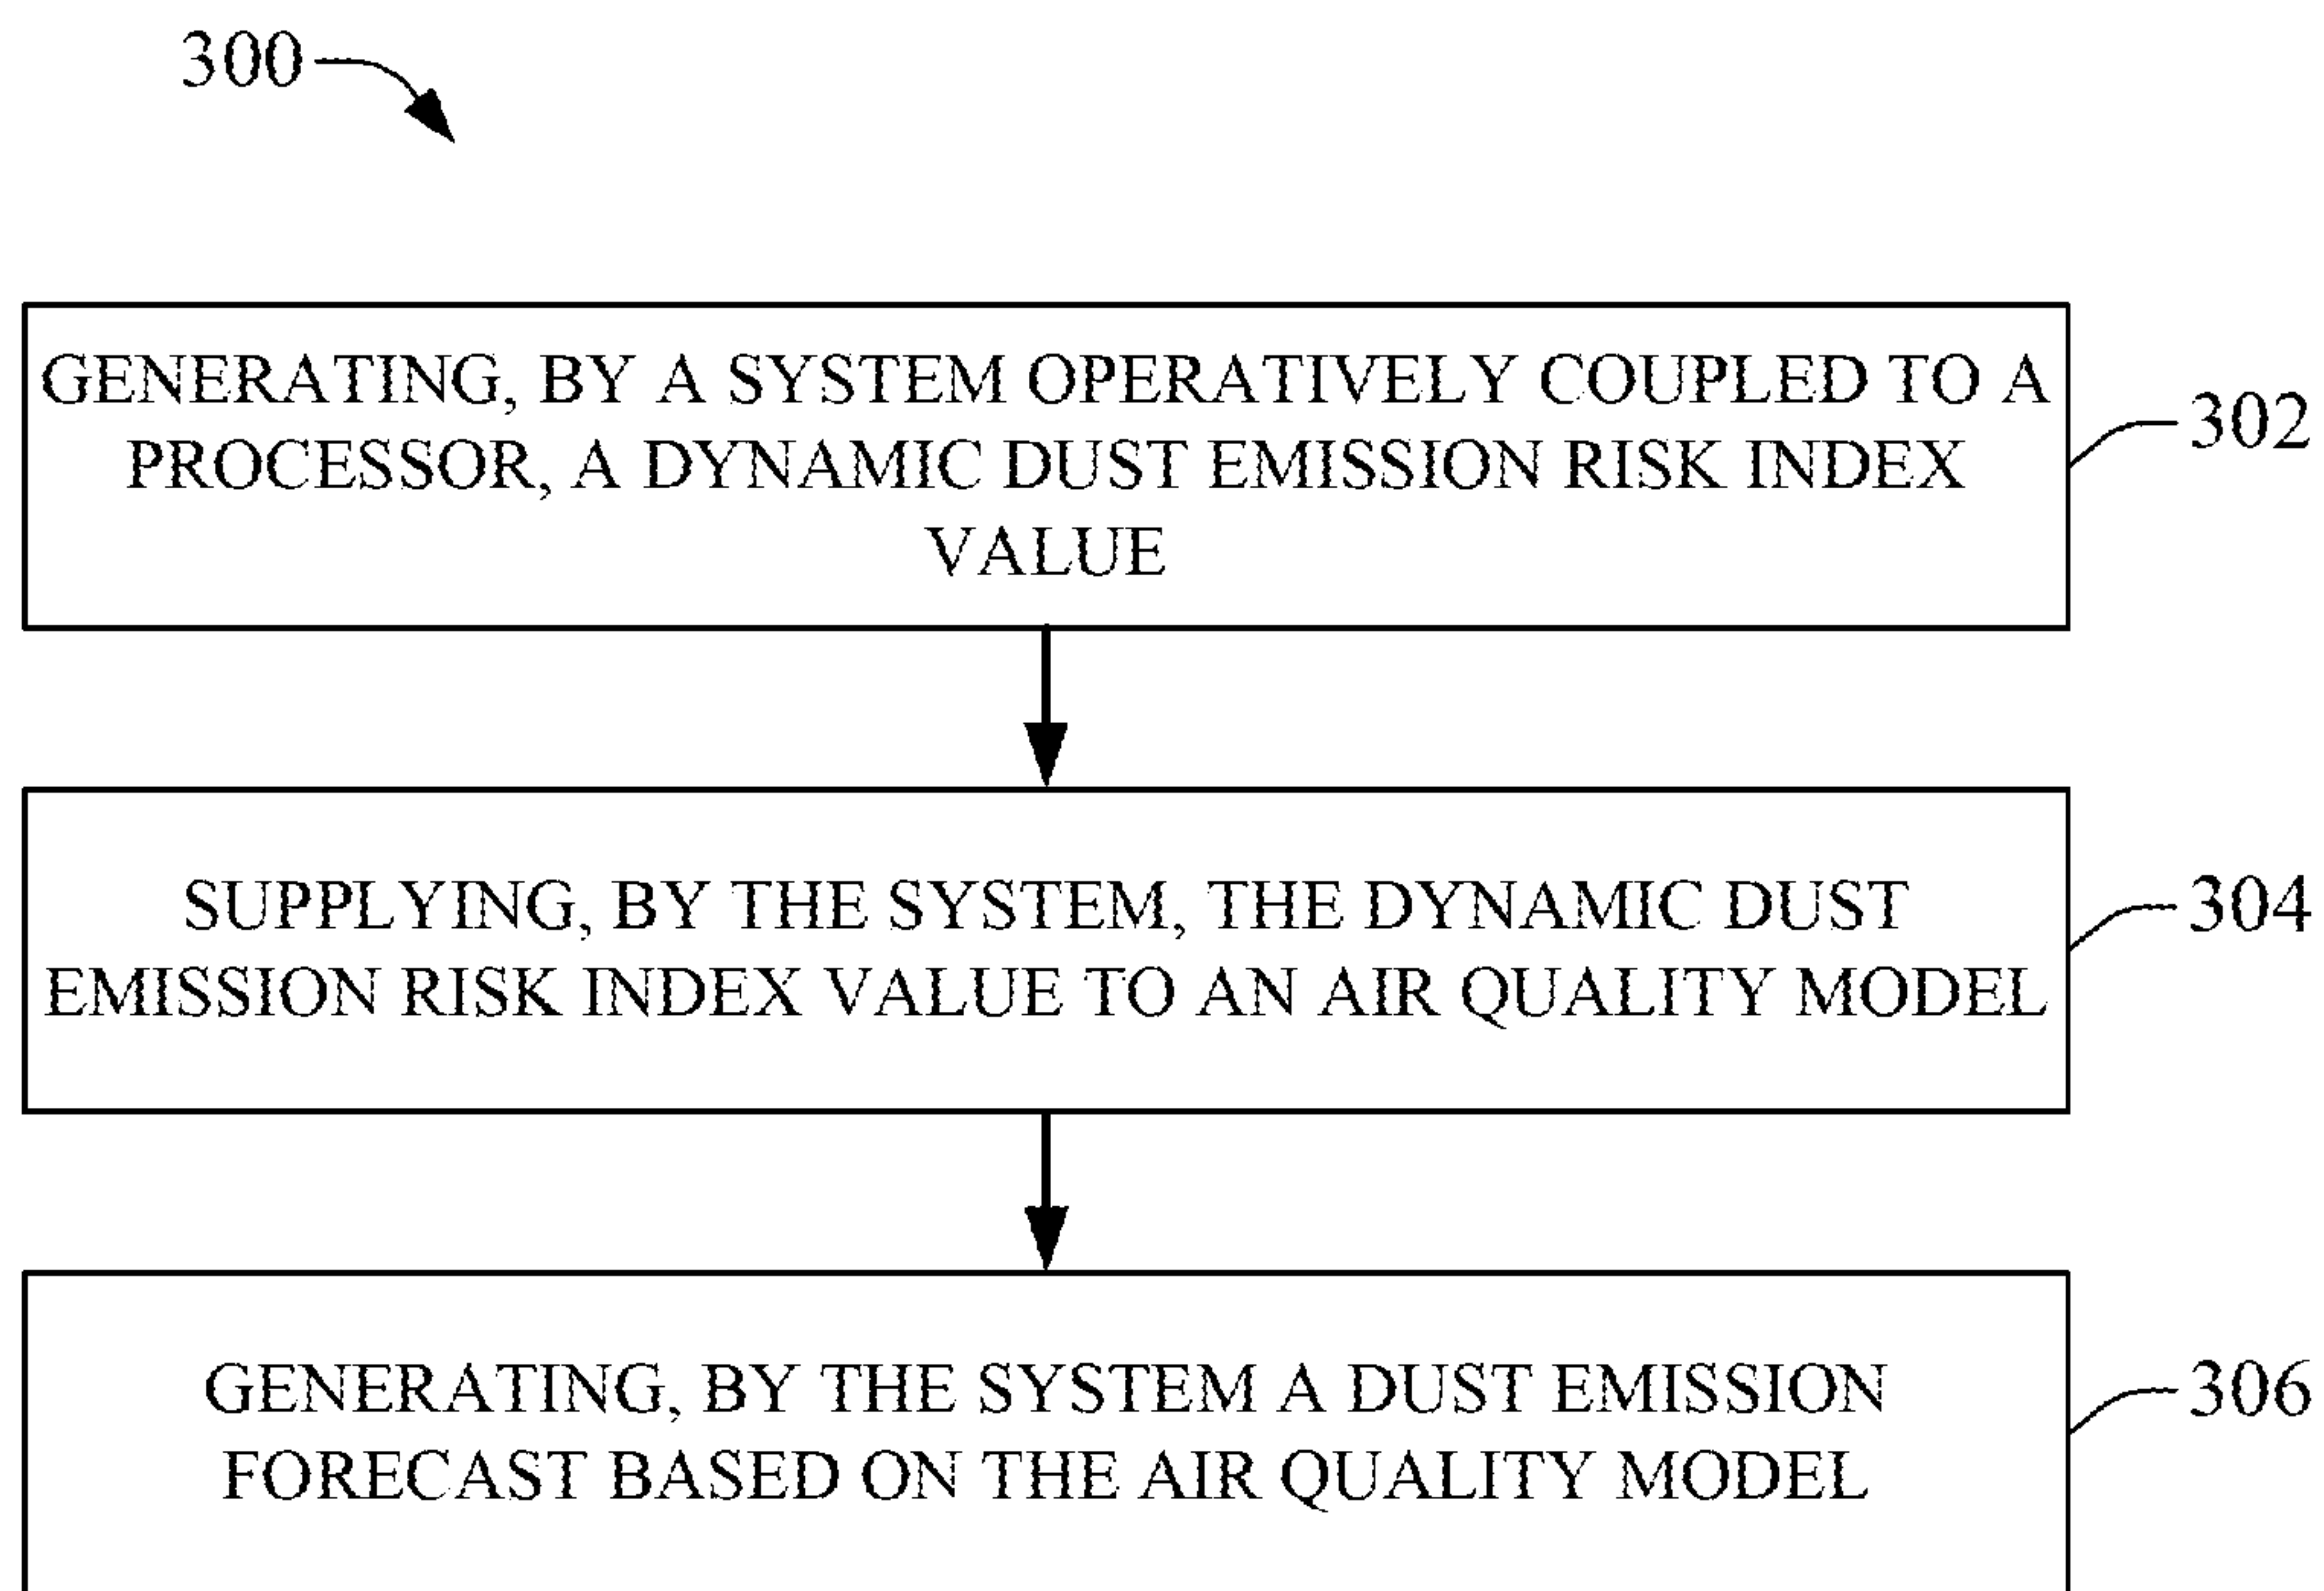 300
GENERATING, BY A SYSTEM OPERATIVELY COUPLED TO A
PROCESSOR, A DYNAMIC DUST EMISSION RISK INDEX
VALUE
302
SUPPLYING, BY THE SYSTEM, THE DYNAMIC DUST
EMISSION RISK INDEX VALUE TO AN AIR QUALITY MODEL
304
GENERATING, BY THE SYSTEM A DUST EMISSION
FORECAST BASED ON THE AIR QUALITY MODEL
306